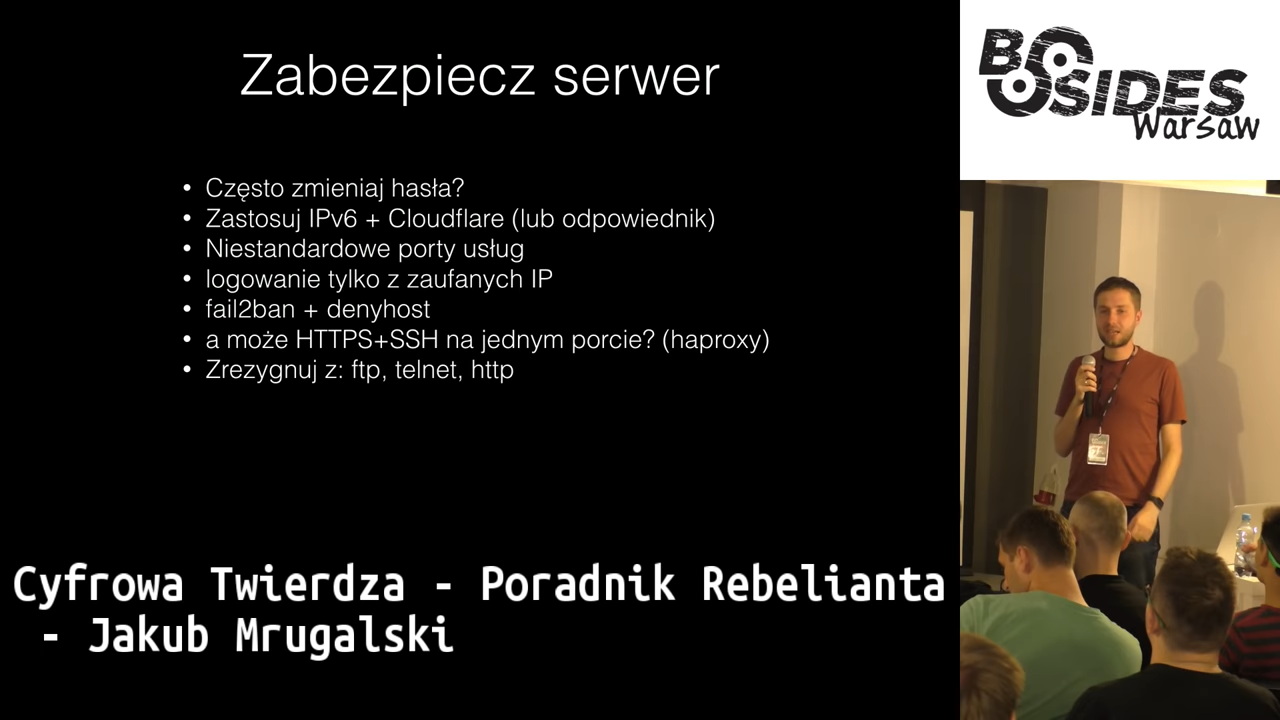 Zabezpiecz serwer
• Często zmieniaj hasła?
• Zastosuj IPv6 + Cloudflare (lub odpowiednik)
• Niestandardowe porty usług
• logowanie tylko z zaufanych IP
• fail2ban + denyhost
• a może HTTPS+SSH na jednym porcie? (haproxy)
• Zrezygnuj z: ftp, telnet, http
Cyfrowa Twierdza - Poradnik Rebelianta
- Jakub Mrugalski
BSIDES
Warsaw